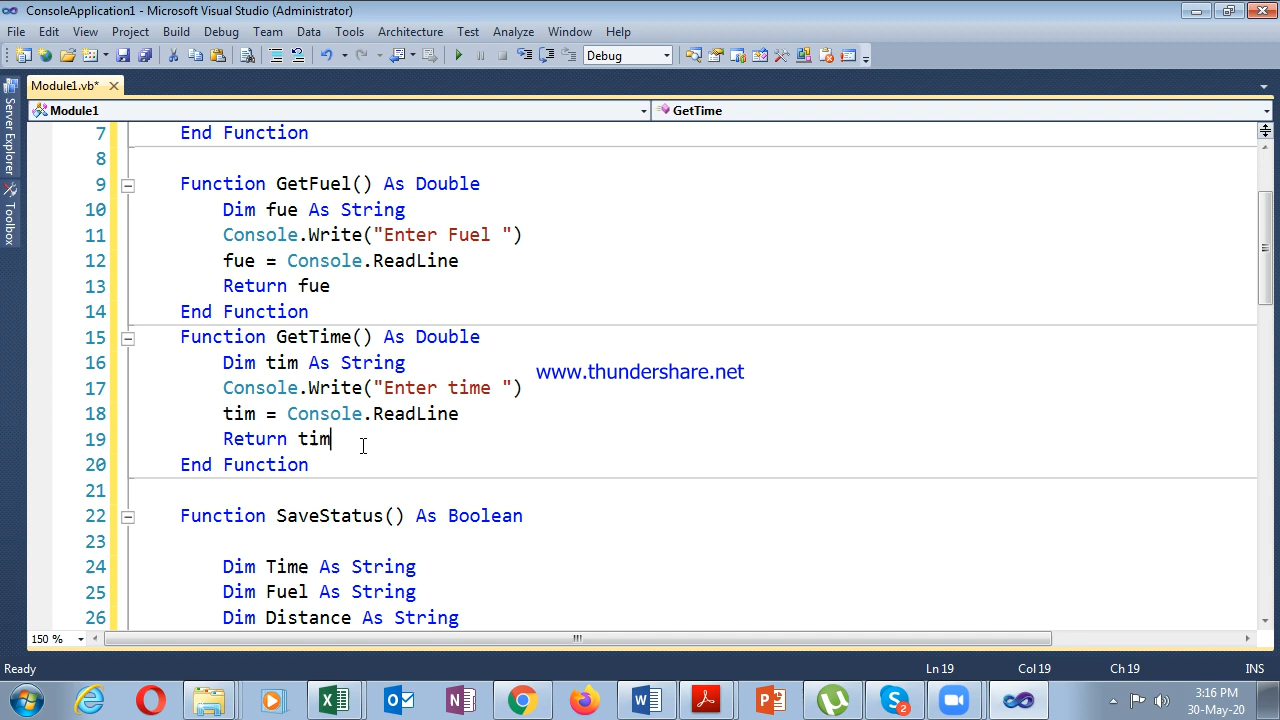 ConsoleApplication1 - Microsoft Visual Studio (Administrator)
File Edit View Project Build Debug Team Data Tools Architecture Test Analyze Window Help
Debug
Module1.vb*
Module1 GetTime
Server Explorer
Toolbox
7 End Function
8
9 Function GetFuel() As Double
10 Dim fue As String
11 Console.Write("Enter Fuel ")
12 fue = Console.ReadLine
13 Return fue
14 End Function
15 Function GetTime() As Double
16 Dim tim As String
www.thundershare.net
17 Console.Write("Enter time ")
18 tim = Console.ReadLine
19 Return tim
20 End Function
21
22 Function SaveStatus() As Boolean
23
24 Dim Time As String
25 Dim Fuel As String
26 Dim Distance As String
150 %
Ready Ln 19 Col 19 Ch 19 INS
3:16 PM
30-May-20